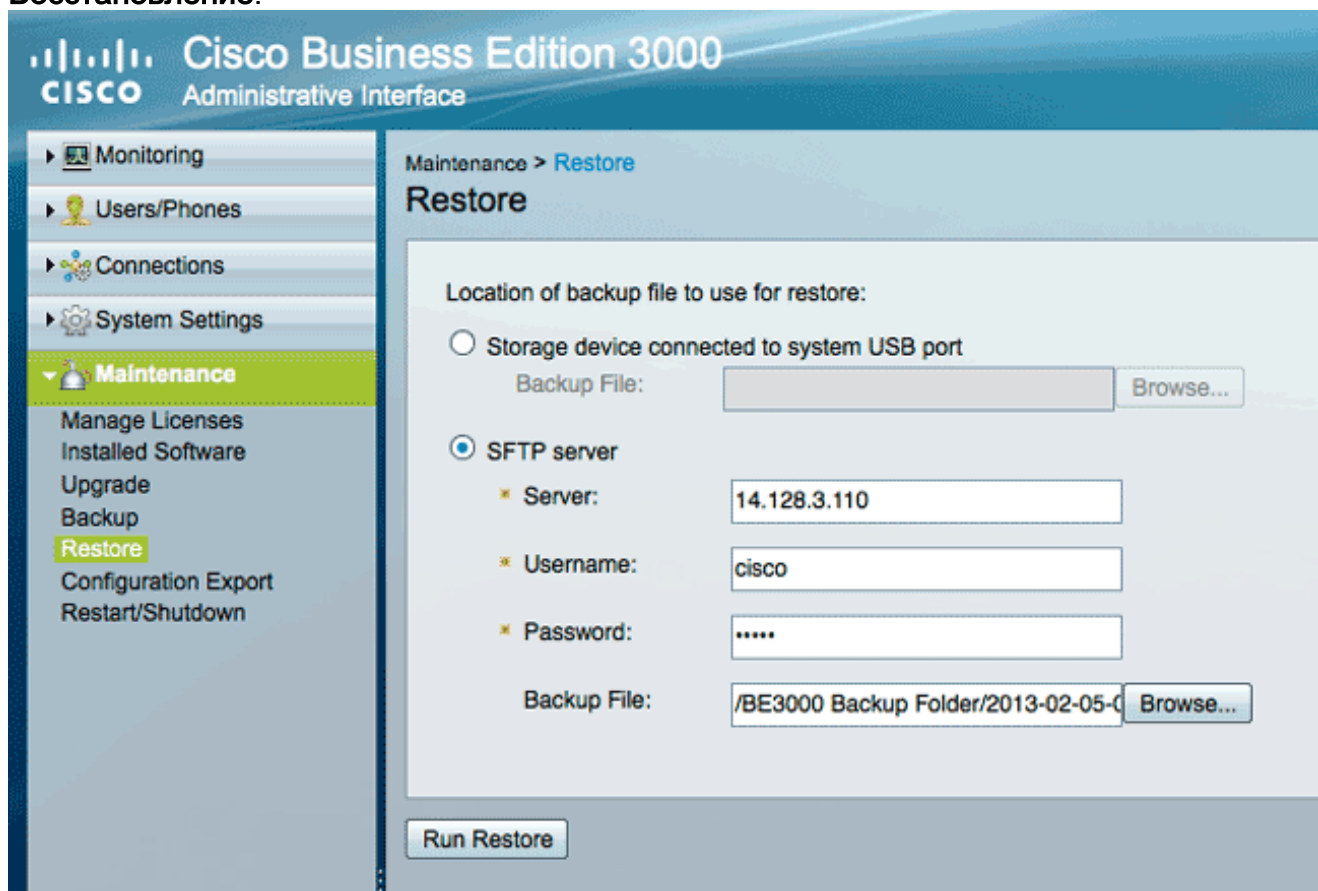 Восстановление.
Cisco Business Edition 3000
CISCO Administrative Interface
Monitoring
Users/Phones
Connections
System Settings
Maintenance
Manage Licenses
Installed Software
Upgrade
Backup
Restore
Configuration Export
Restart/Shutdown
Maintenance > Restore
Restore
Location of backup file to use for restore:
Storage device connected to system USB port
Backup File: Browse...
SFTP server
* Server: 14.128.3.110
* Username: cisco
* Password: •••••
Backup File: /BE3000 Backup Folder/2013-02-05- Browse...
Run Restore